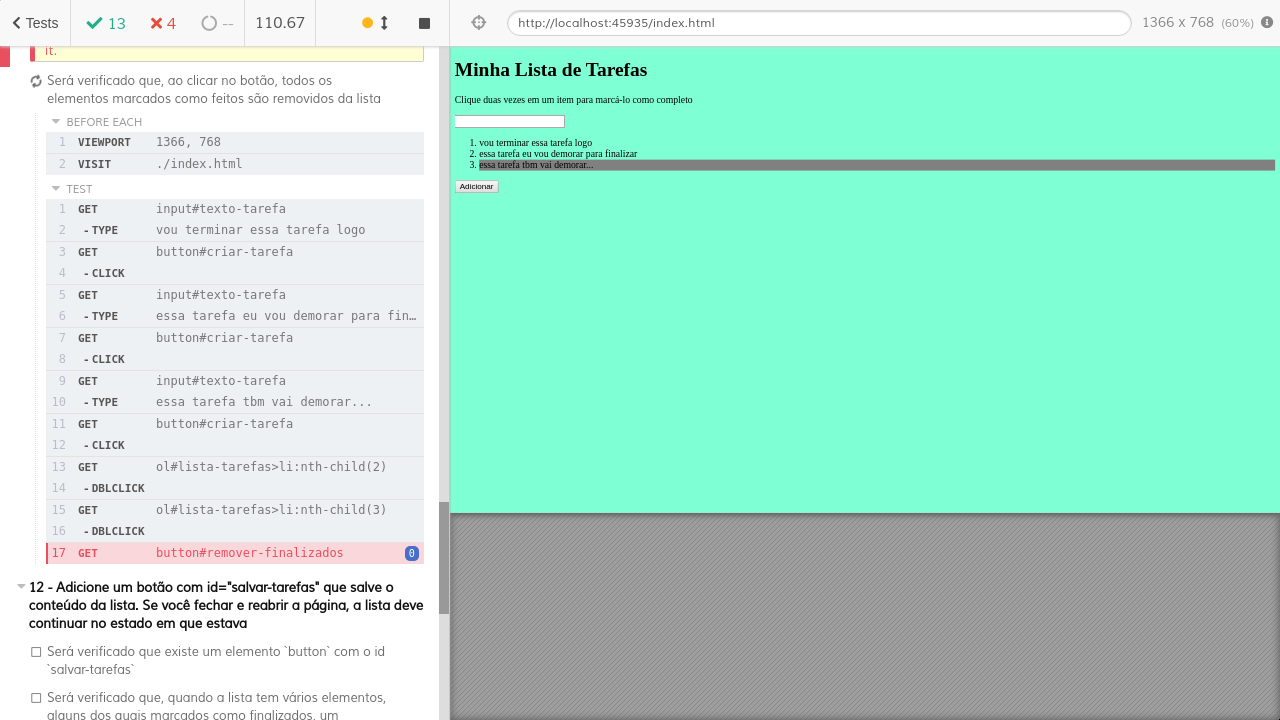 Tests 13 4 -- 110.67
http://localhost:45935/index.html 1366 x 768 (60%)
it.
Será verificado que, ao clicar no botão, todos os
elementos marcados como feitos são removidos da lista
BEFORE EACH
1 VIEWPORT 1366, 768
2 VISIT ./index.html
TEST
1 GET input#texto-tarefa
2 -TYPE vou terminar essa tarefa logo
3 GET button#criar-tarefa
4 -CLICK
5 GET input#texto-tarefa
6 -TYPE essa tarefa eu vou demorar para fin…
7 GET button#criar-tarefa
8 -CLICK
9 GET input#texto-tarefa
10 -TYPE essa tarefa tbm vai demorar...
11 GET button#criar-tarefa
12 -CLICK
13 GET ol#lista-tarefas>li:nth-child(2)
14 -DBLCLICK
15 GET ol#lista-tarefas>li:nth-child(3)
16 -DBLCLICK
17 GET button#remover-finalizados 0
12 - Adicione um botão com id="salvar-tarefas" que salve o
conteúdo da lista. Se você fechar e reabrir a página, a lista deve
continuar no estado em que estava
Será verificado que existe um elemento `button` com o id
`salvar-tarefas`
Será verificado que, quando a lista tem vários elementos,
alguns dos quais marcados como finalizados, um
Minha Lista de Tarefas
Clique duas vezes em um item para marcá-lo como completo
1. vou terminar essa tarefa logo
2. essa tarefa eu vou demorar para finalizar
3. essa tarefa tbm vai demorar...
Adicionar